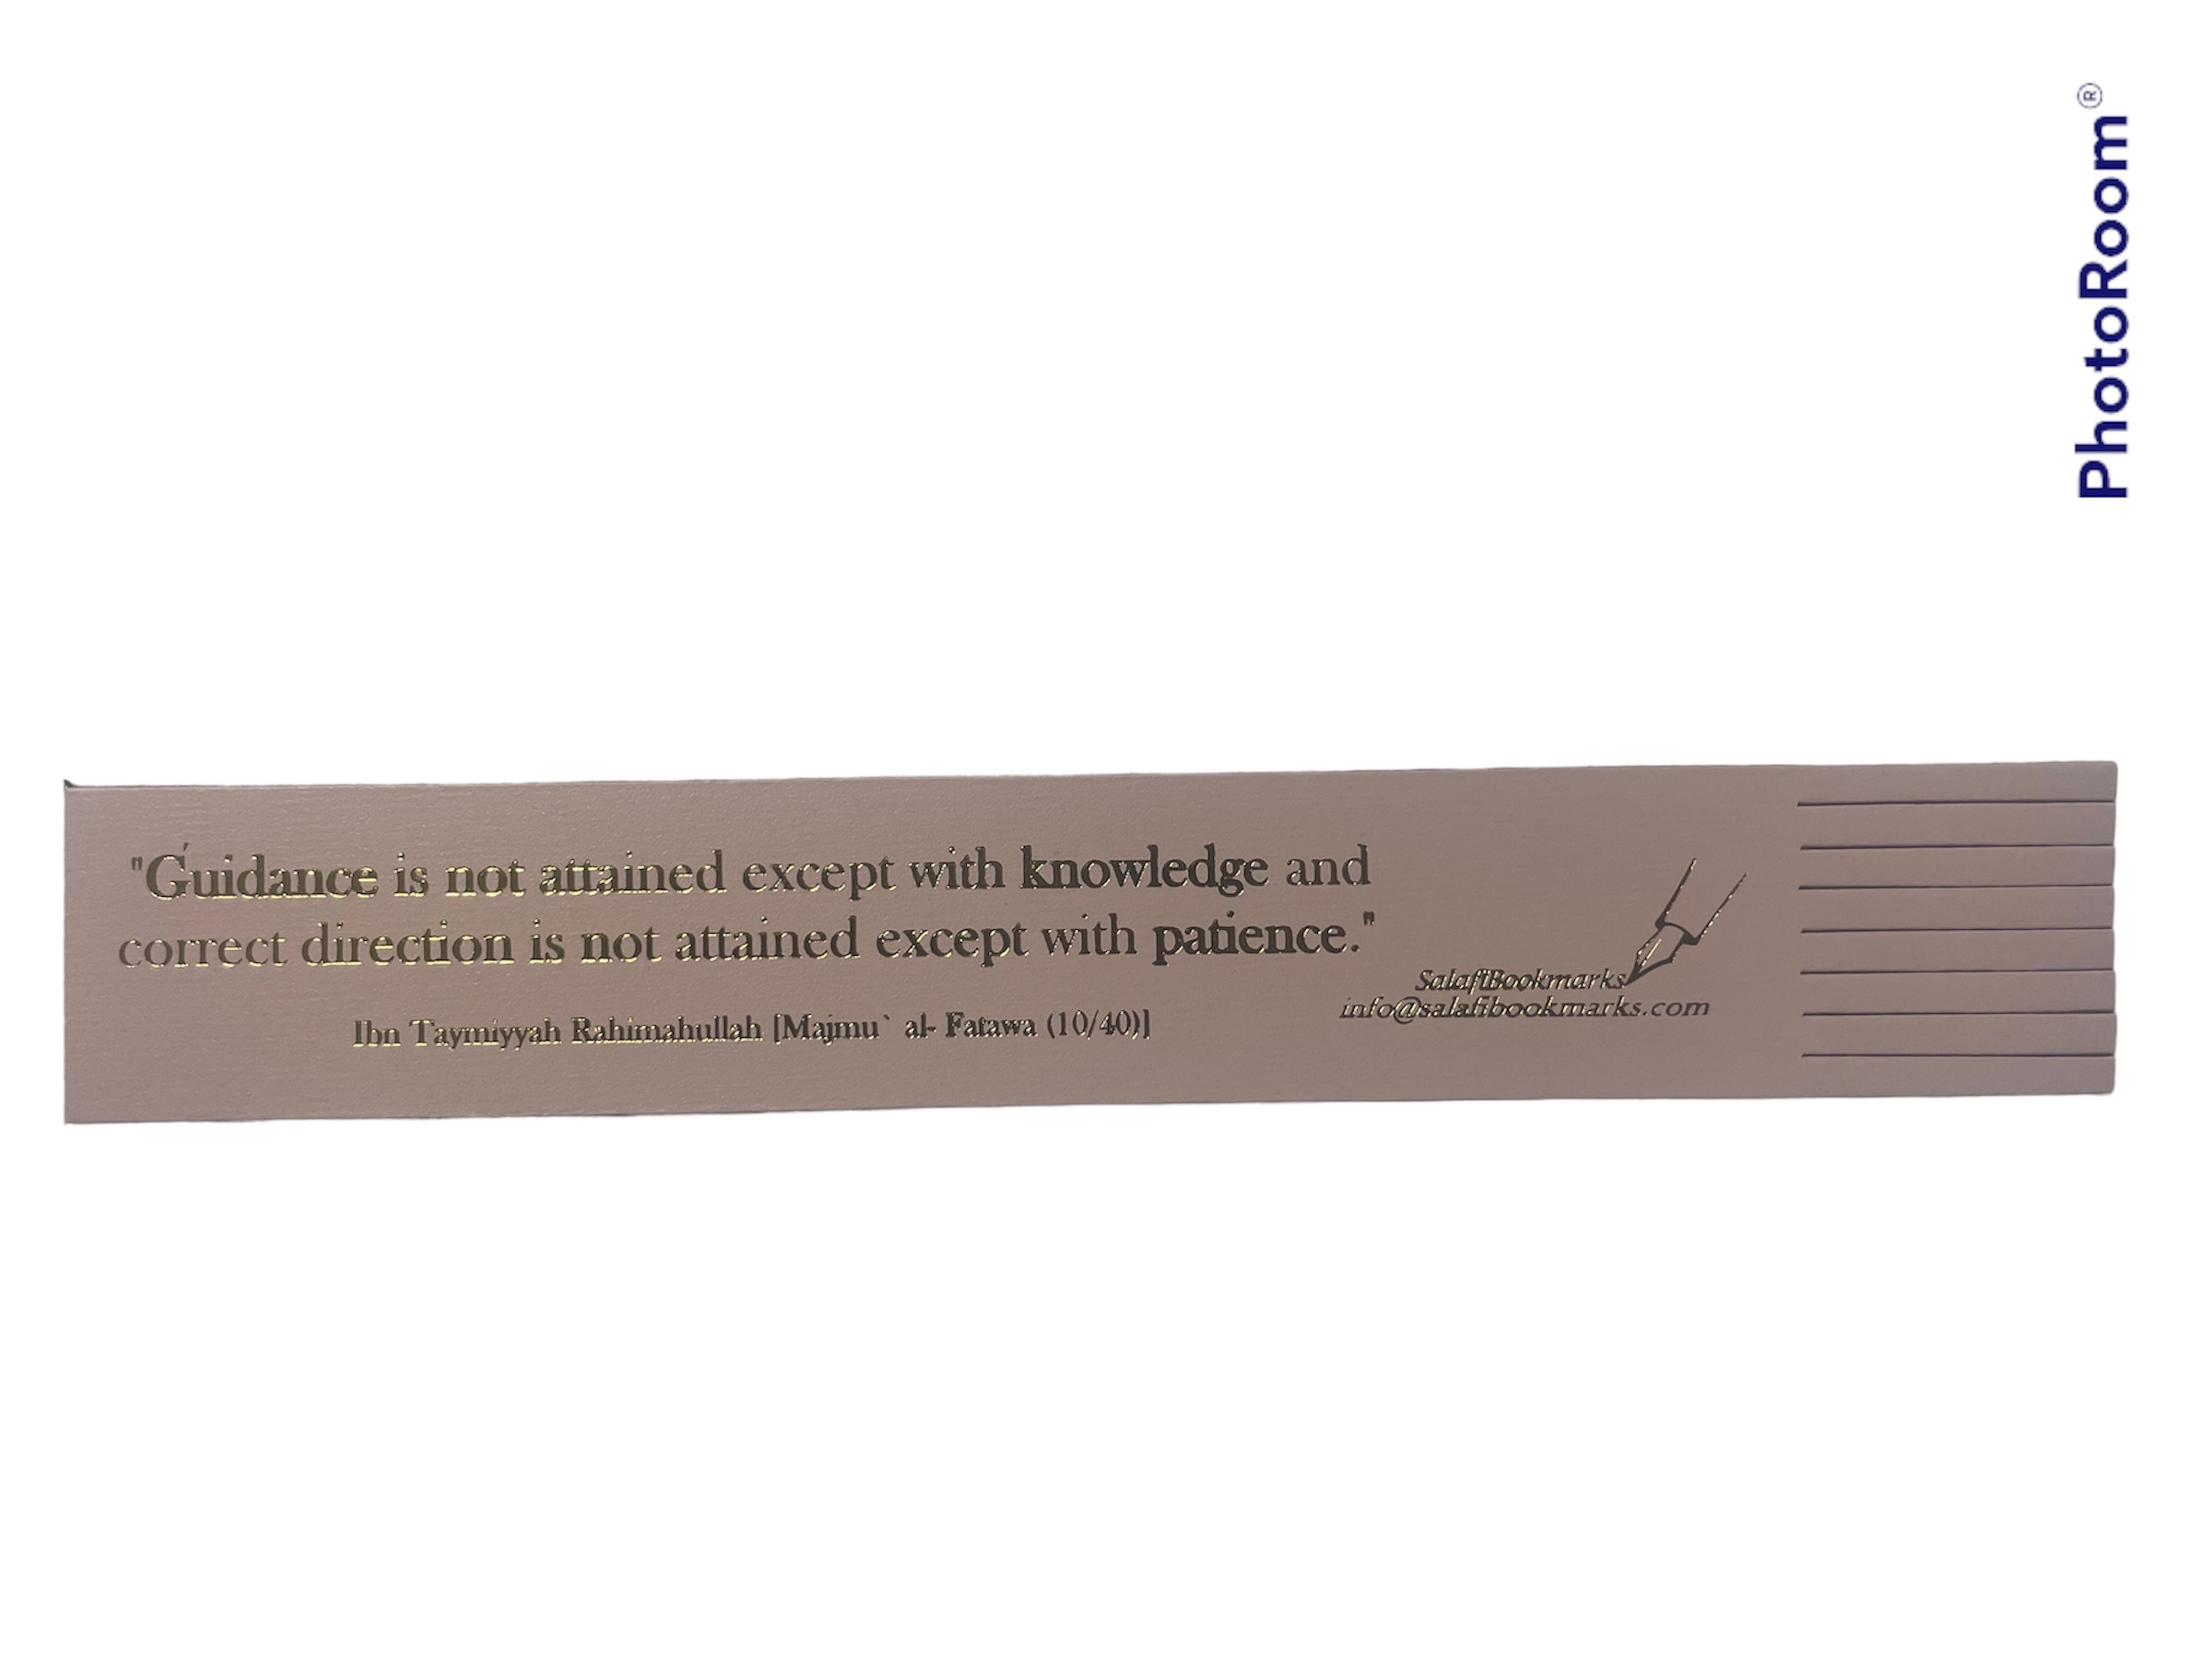 "Guidance is not attained except with knowledge and
correct direction is not attained except with patience."
Ibn Taymiyyah Rahimahullah [Majmu` al- Fatawa (10/40)]
SalafiBookmarks
info@salafibookmarks.com
PhotoRoom®